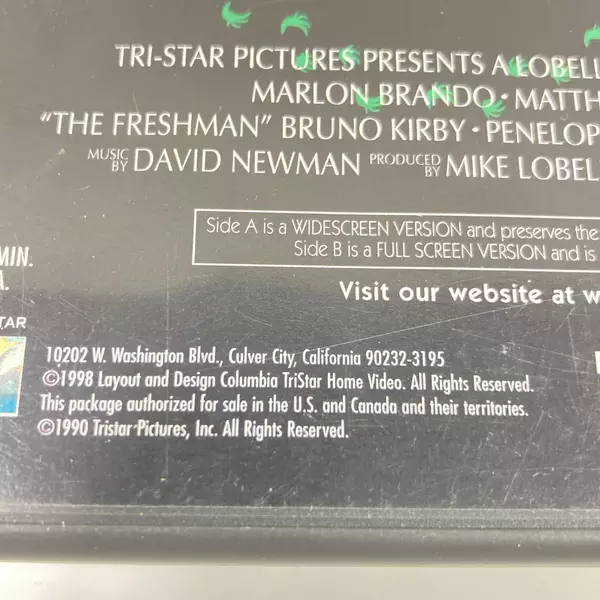 TRI-STAR PICTURES PRESENTS A LOBELL
MARLON BRANDO • MATTH
"THE FRESHMAN" BRUNO KIRBY • PENELOP
MUSIC BY DAVID NEWMAN PRODUCED BY MIKE LOBEL
Side A is a WIDESCREEN VERSION and preserves the
Side B is a FULL SCREEN VERSION and is
MIN.
A.
Visit our website at w
STAR
10202 W. Washington Blvd., Culver City, California 90232-3195
©1998 Layout and Design Columbia TriStar Home Video. All Rights Reserved.
This package authorized for sale in the U.S. and Canada and their territories.
©1990 Tristar Pictures, Inc. All Rights Reserved.